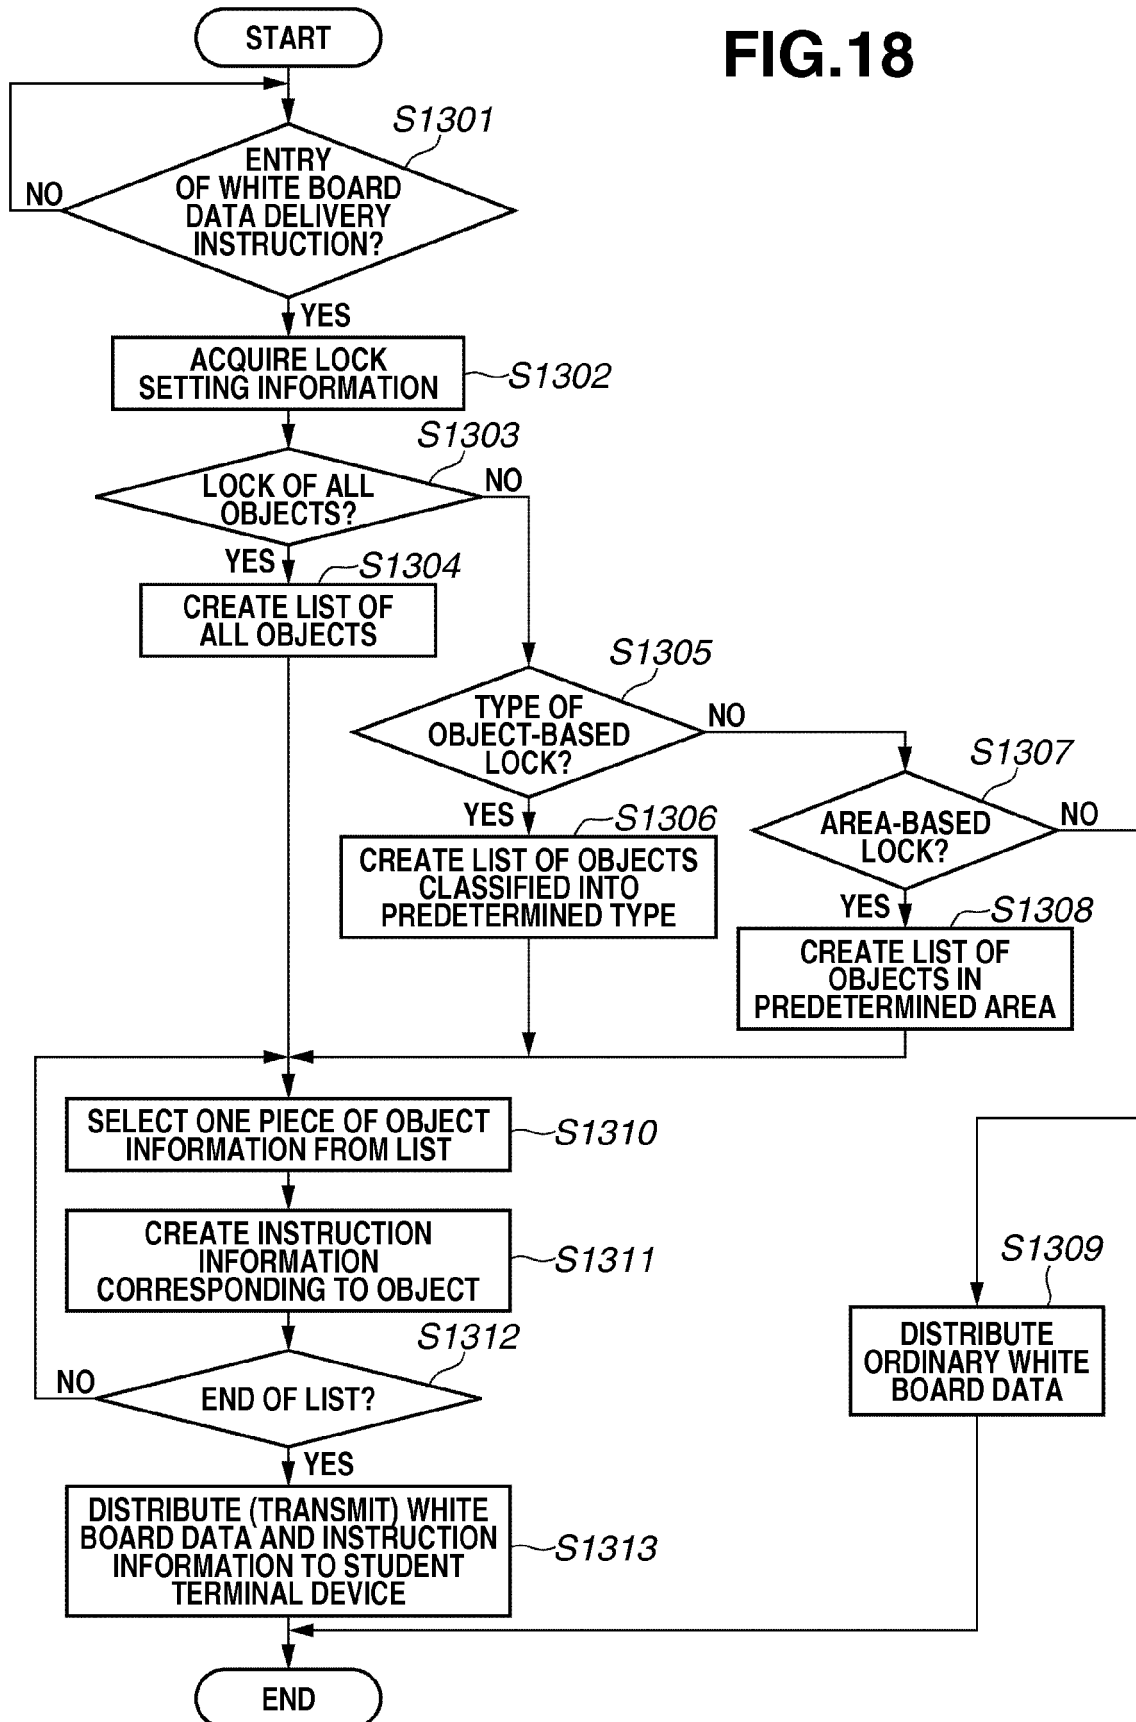 FIG.18
START
S1301
ENTRY
OF WHITE BOARD
DATA DELIVERY
INSTRUCTION?
NO
YES
ACQUIRE LOCK
SETTING INFORMATION
S1302
S1303
LOCK OF ALL
OBJECTS?
NO
YES
S1304
CREATE LIST OF
ALL OBJECTS
S1305
TYPE OF
OBJECT-BASED
LOCK?
NO
YES
S1306
CREATE LIST OF OBJECTS
CLASSIFIED INTO
PREDETERMINED TYPE
S1307
AREA-BASED
LOCK?
NO
YES
S1308
CREATE LIST OF
OBJECTS IN
PREDETERMINED AREA
SELECT ONE PIECE OF OBJECT
INFORMATION FROM LIST
S1310
CREATE INSTRUCTION
INFORMATION
CORRESPONDING TO OBJECT
S1311
S1309
DISTRIBUTE
ORDINARY WHITE
BOARD DATA
S1312
END OF LIST?
NO
YES
DISTRIBUTE (TRANSMIT) WHITE
BOARD DATA AND INSTRUCTION
INFORMATION TO STUDENT
TERMINAL DEVICE
S1313
END